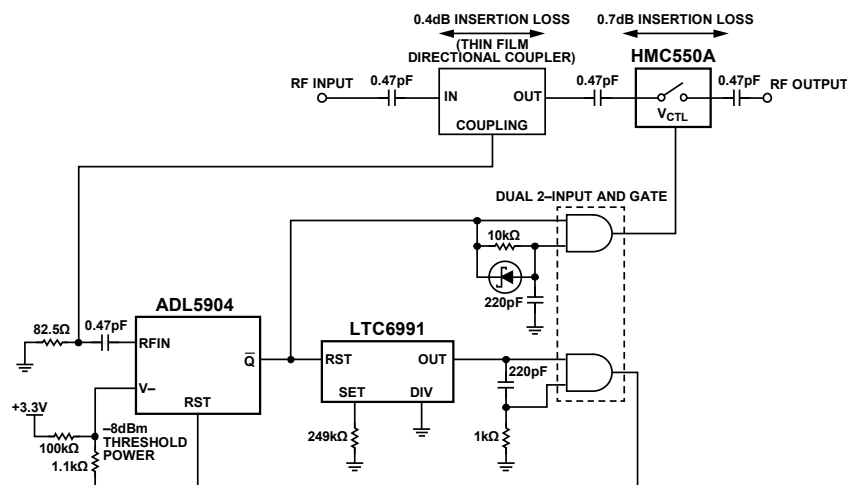 0.4dB INSERTION LOSS
0.7dB INSERTION LOSS
(THIN FILM
DIRECTIONAL COUPLER)
HMC550A
RF INPUT
0.47pF
IN
OUT
COUPLING
0.47pF
VCTL
0.47pF
RF OUTPUT
DUAL 2–INPUT AND GATE
10kΩ
220pF
ADL5904
82.5Ω
0.47pF
RFIN
Q̅
V–
RST
LTC6991
RST
OUT
SET
DIV
220pF
249kΩ
1kΩ
+3.3V
100kΩ
–8dBm
THRESHOLD
POWER
1.1kΩ